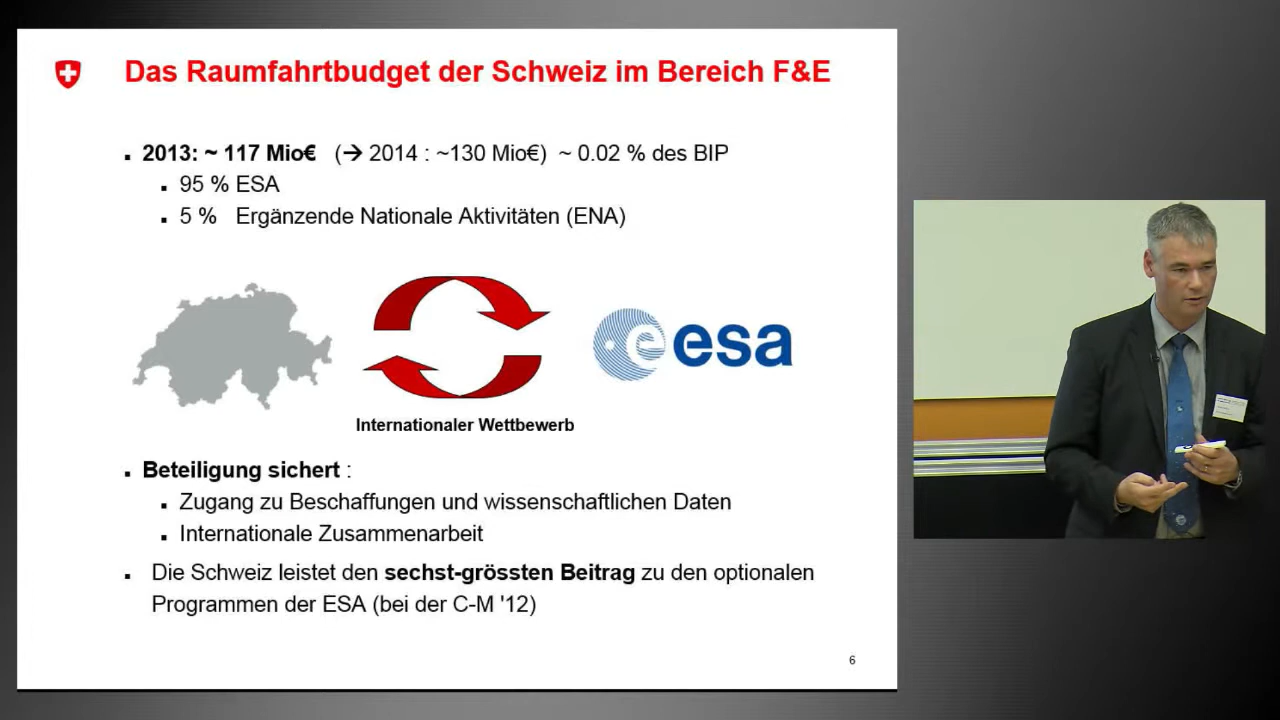 Das Raumfahrtbudget der Schweiz im Bereich F&E
▪ 2013: ~ 117 Mio€ (→ 2014 : ~130 Mio€) ~ 0.02 % des BIP
▪ 95 % ESA
▪ 5 % Ergänzende Nationale Aktivitäten (ENA)
esa
Internationaler Wettbewerb
▪ Beteiligung sichert :
▪ Zugang zu Beschaffungen und wissenschaftlichen Daten
▪ Internationale Zusammenarbeit
▪ Die Schweiz leistet den sechst-grössten Beitrag zu den optionalen
Programmen der ESA (bei der C-M '12)
6